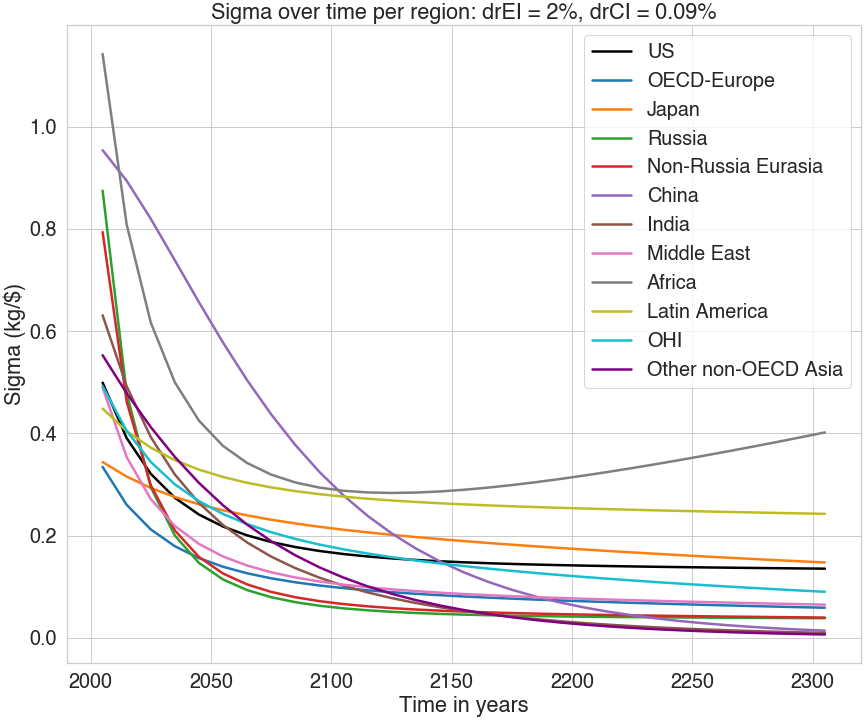 Sigma over time per region: drEI = 2%, drCI = 0.09%
US
OECD-Europe
Japan
Russia
Non-Russia Eurasia
China
India
Middle East
Africa
Latin America
OHI
Other non-OECD Asia
Sigma (kg/$)
1.0
0.8
0.6
0.4
0.2
0.0
2000
2050
2100
2150
2200
2250
2300
Time in years